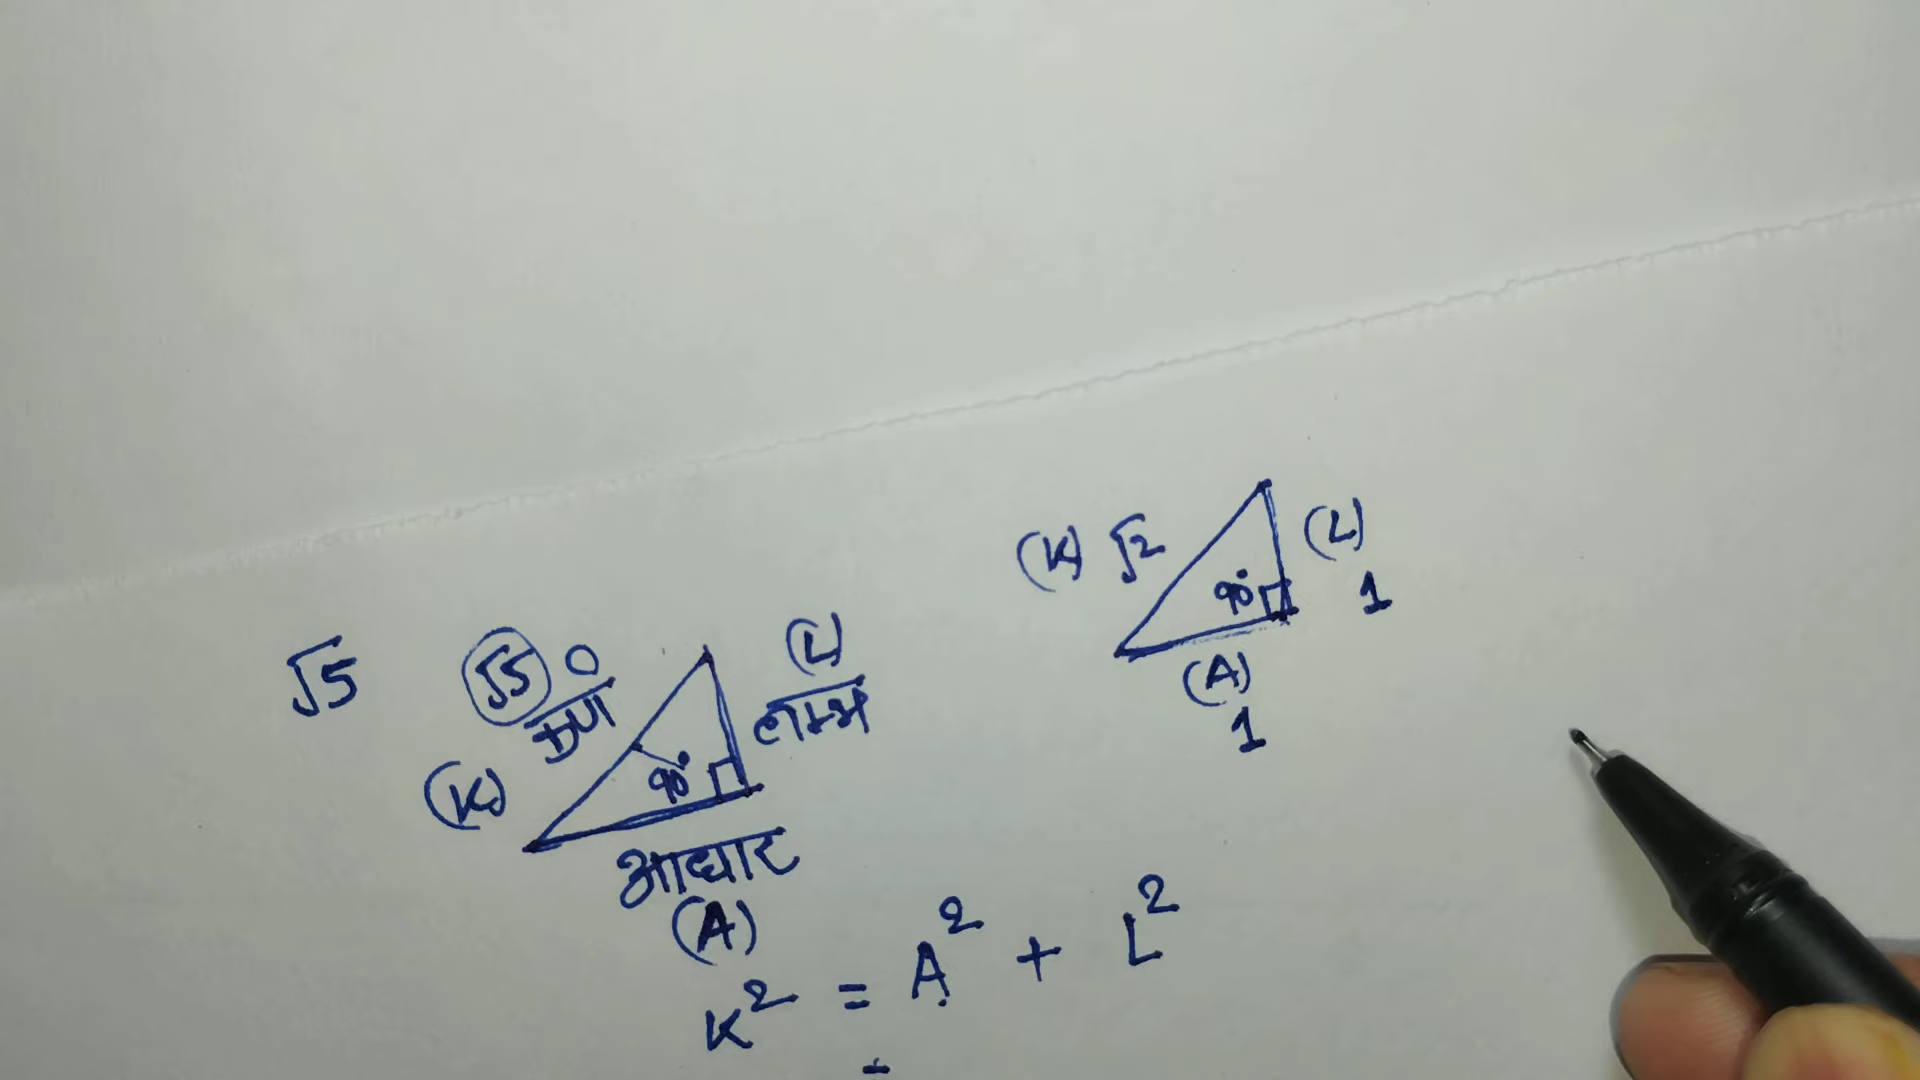 √5
√5
कर्ण
(K)
(L)
लम्ब
90°
आधार
(A)
(K) √2
(L)
1
90°
(A)
1
K² = A² + L²